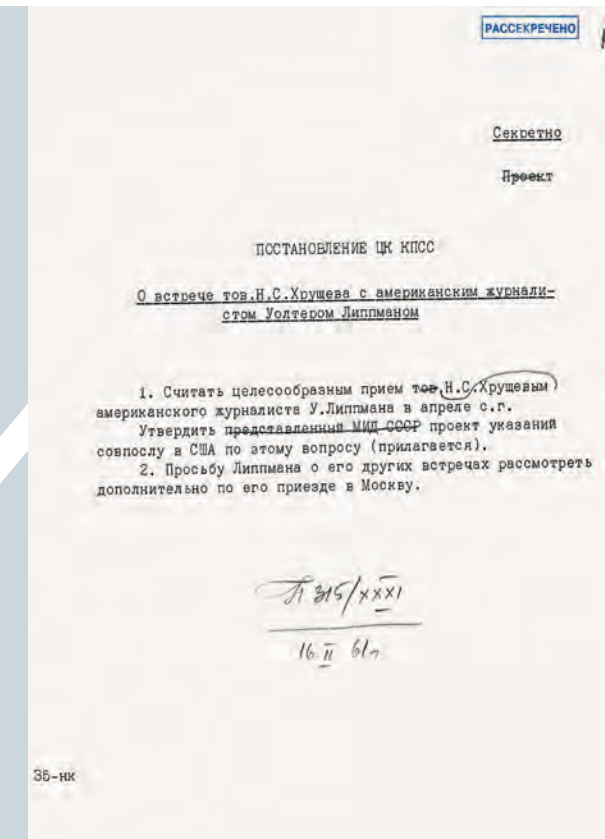 РАССЕКРЕЧЕНО
Секретно
Проект
ПОСТАНОВЛЕНИЕ ЦК КПСС
О встрече тов.Н.С.Хрущева с американским журнали-
стом Уолтером Липпманом
1. Считать целесообразным прием тов.Н.С.Хрущевым
американского журналиста У.Липпмана в апреле с.г.
Утвердить представленный МИД СССР проект указаний
совпослу в США по этому вопросу (прилагается).
2. Просьбу Липпмана о его других встречах рассмотреть
дополнительно по его приезде в Москву.
П 315/XXXI
16 II 61г
35-нк